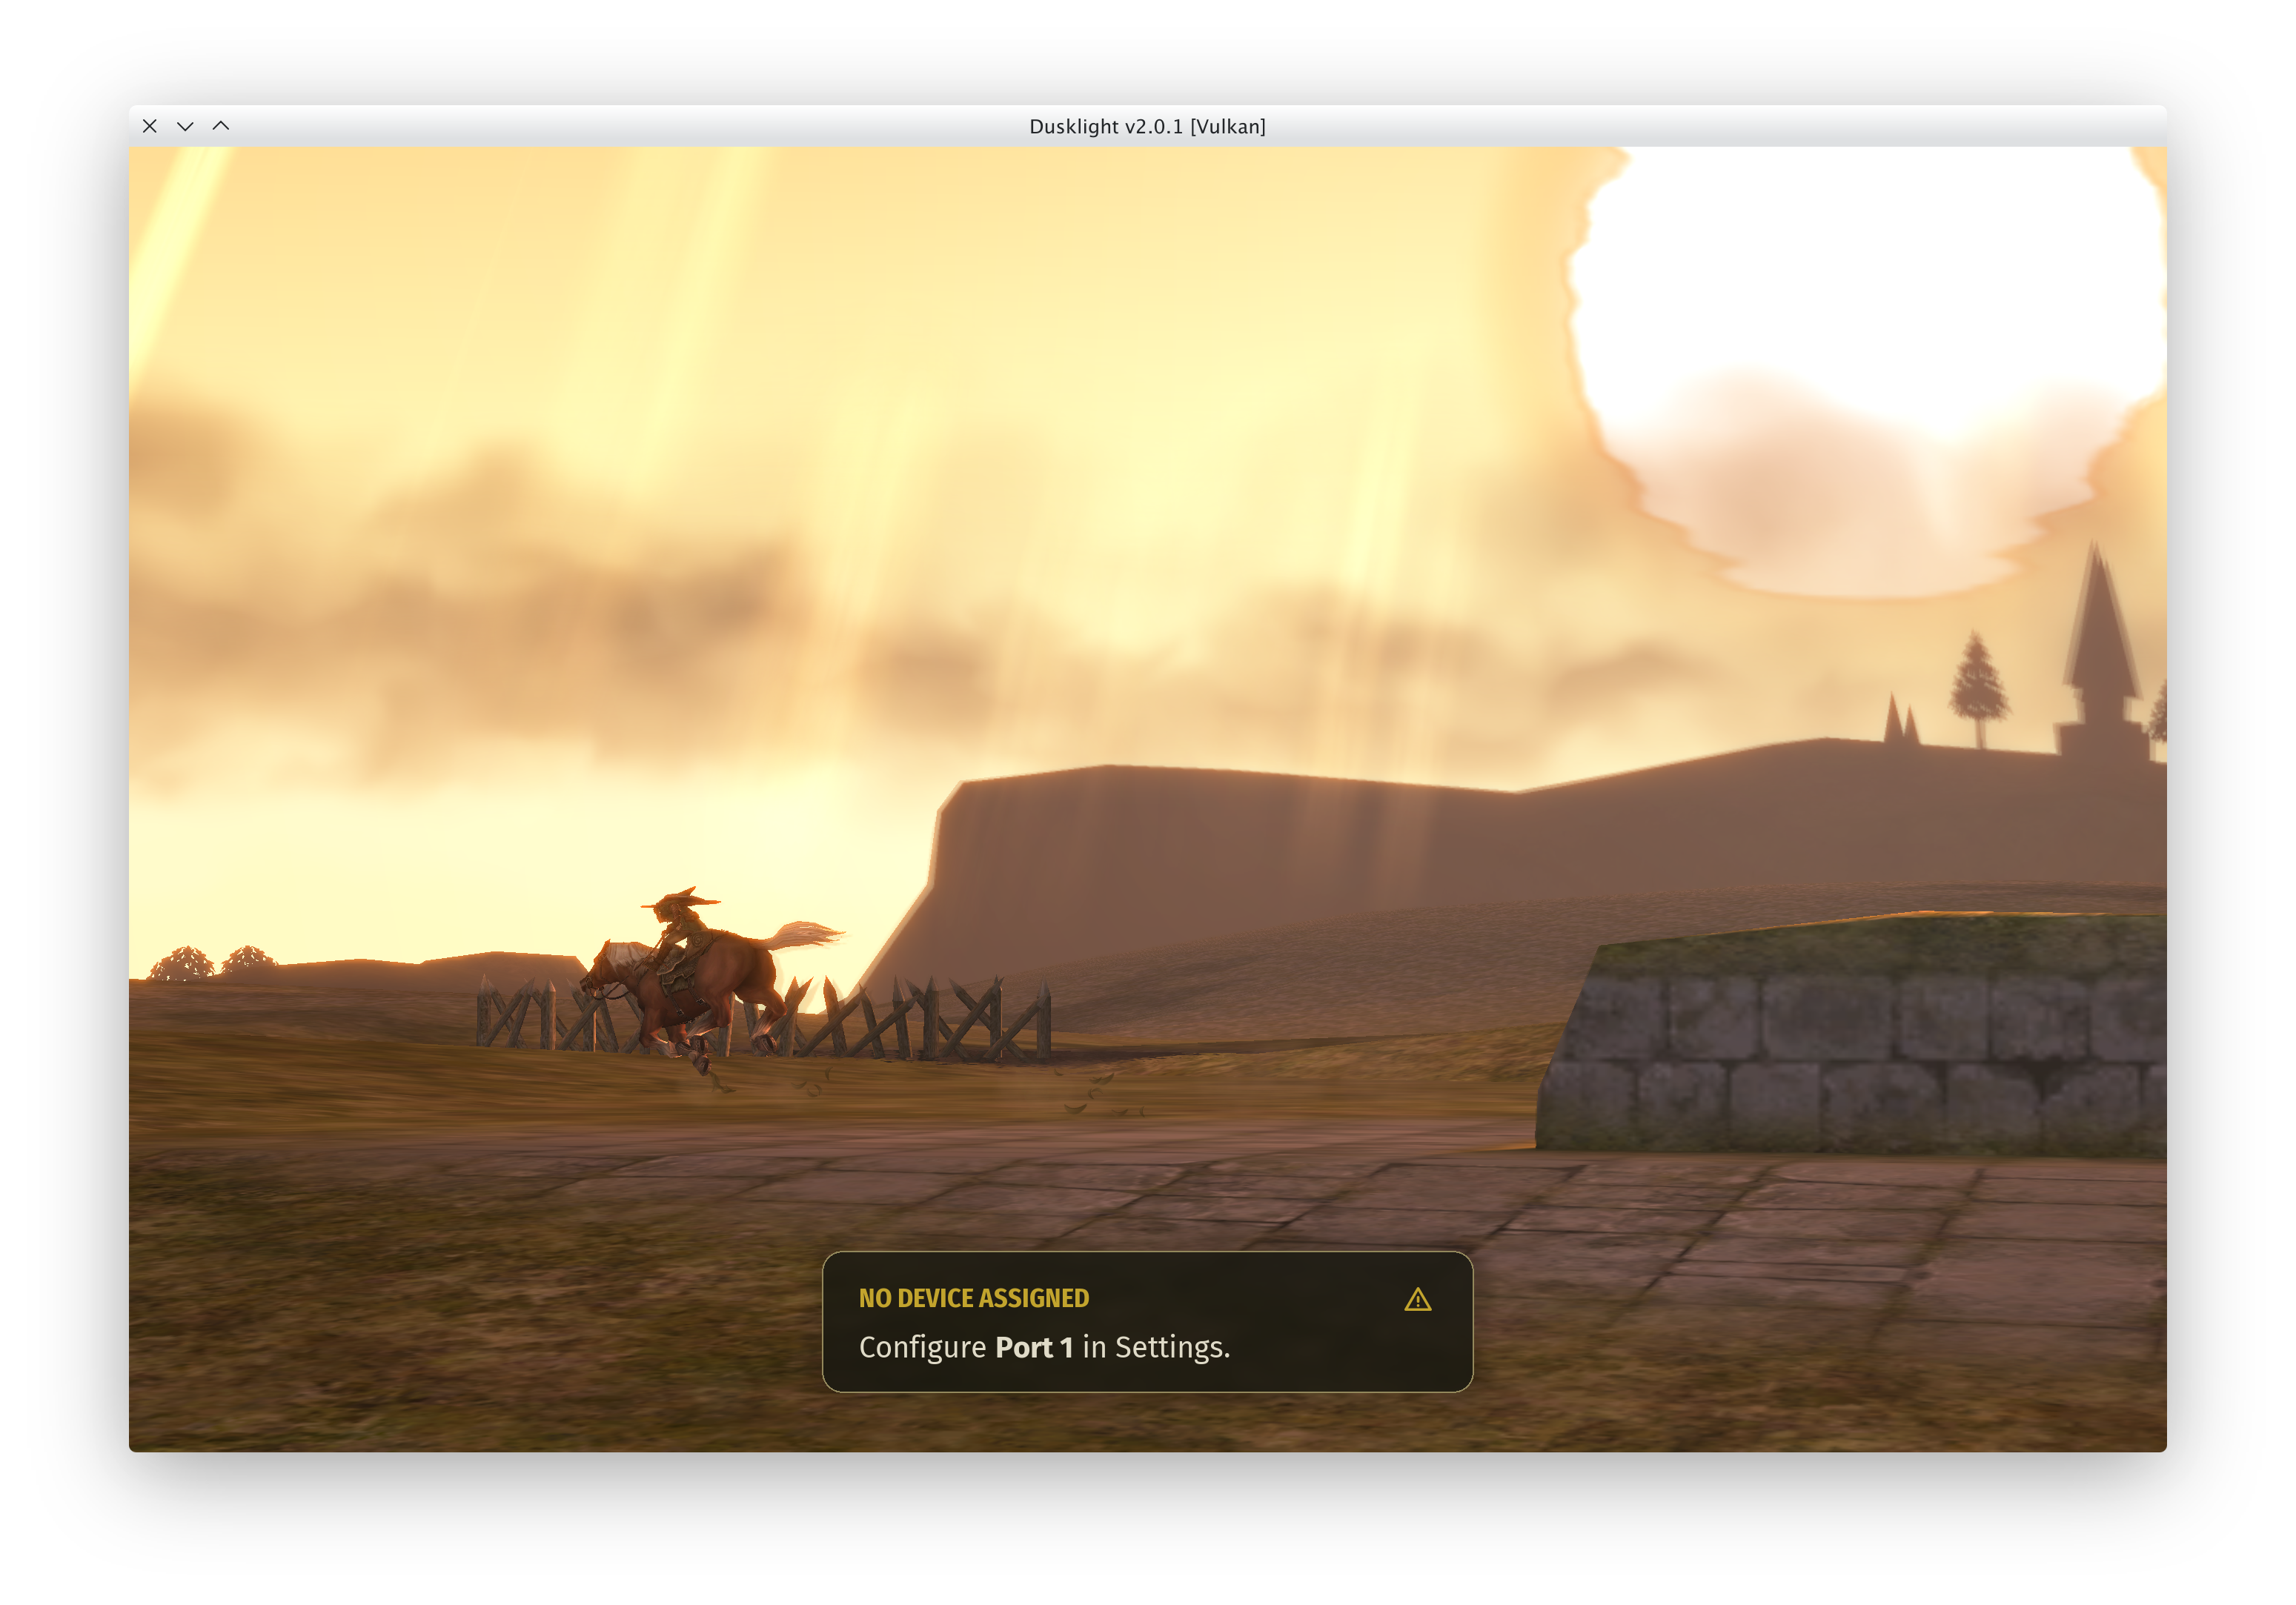 Dusklight v2.0.1 [Vulkan]
NO DEVICE ASSIGNED
Configure Port 1 in Settings.